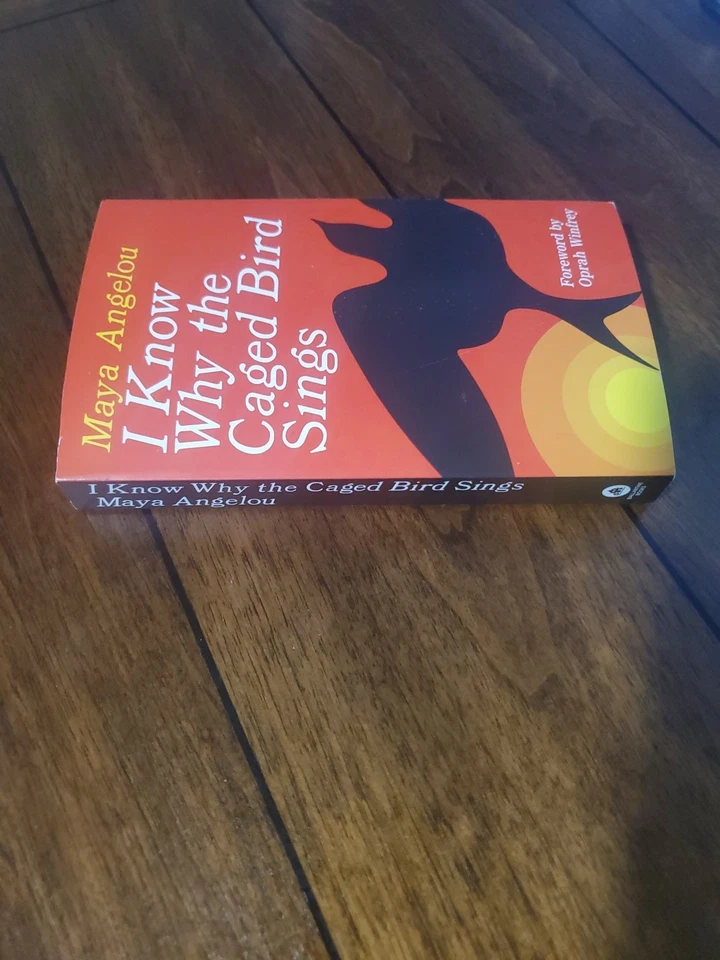 Maya Angelou
I Know
Why the
Caged Bird
Sings
Foreword by
Oprah Winfrey
I Know Why the Caged Bird Sings
Maya Angelou